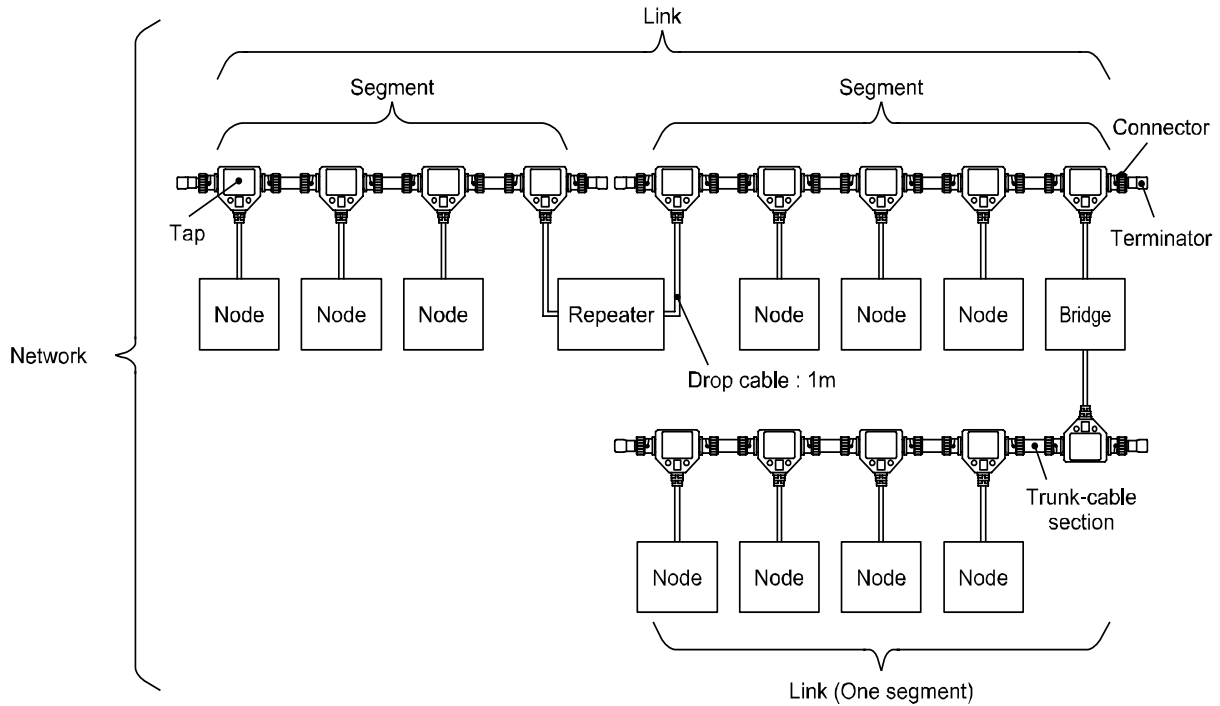 Link
Segment
Segment
Connector
Tap
Terminator
Node
Node
Node
Repeater
Node
Node
Node
Bridge
Network
Drop cable : 1m
Trunk-cable
section
Node
Node
Node
Node
Link (One segment)